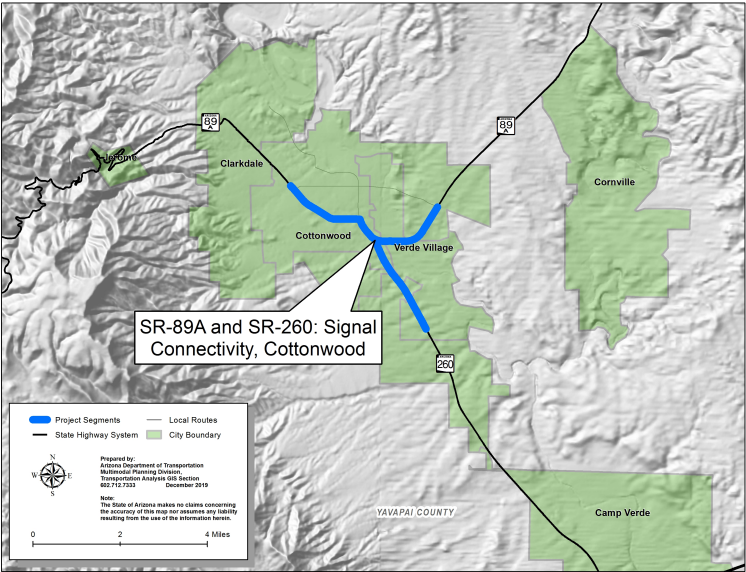 89
A
89
A
Jerome
Clarkdale
Cornville
Cottonwood
Verde Village
SR-89A and SR-260: Signal
Connectivity, Cottonwood
260
Project Segments
Local Routes
State Highway System
City Boundary
N
W
E
S
Prepared by:
Arizona Department of Transportation
Multimodal Planning Division,
Transportation Analysis GIS Section
602.712.7333 December 2019
Note:
The State of Arizona makes no claims concerning
the accuracy of this map nor assumes any liability
resulting from the use of the information herein.
0 2 4 Miles
YAVAPAI COUNTY
Camp Verde